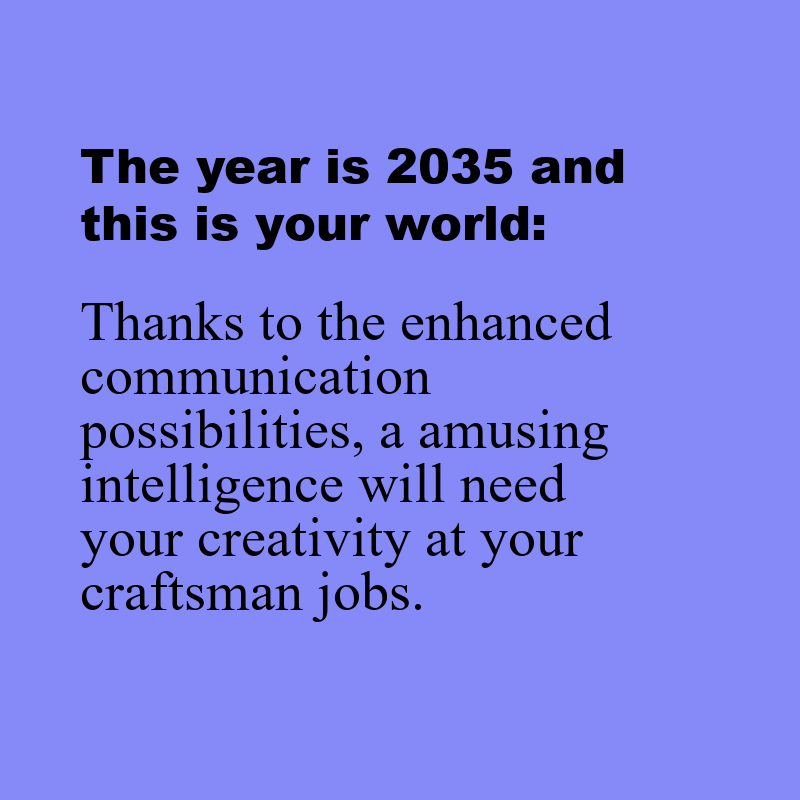 The year is 2035 and
this is your world:
Thanks to the enhanced
communication
possibilities, a amusing
intelligence will need
your creativity at your
craftsman jobs.